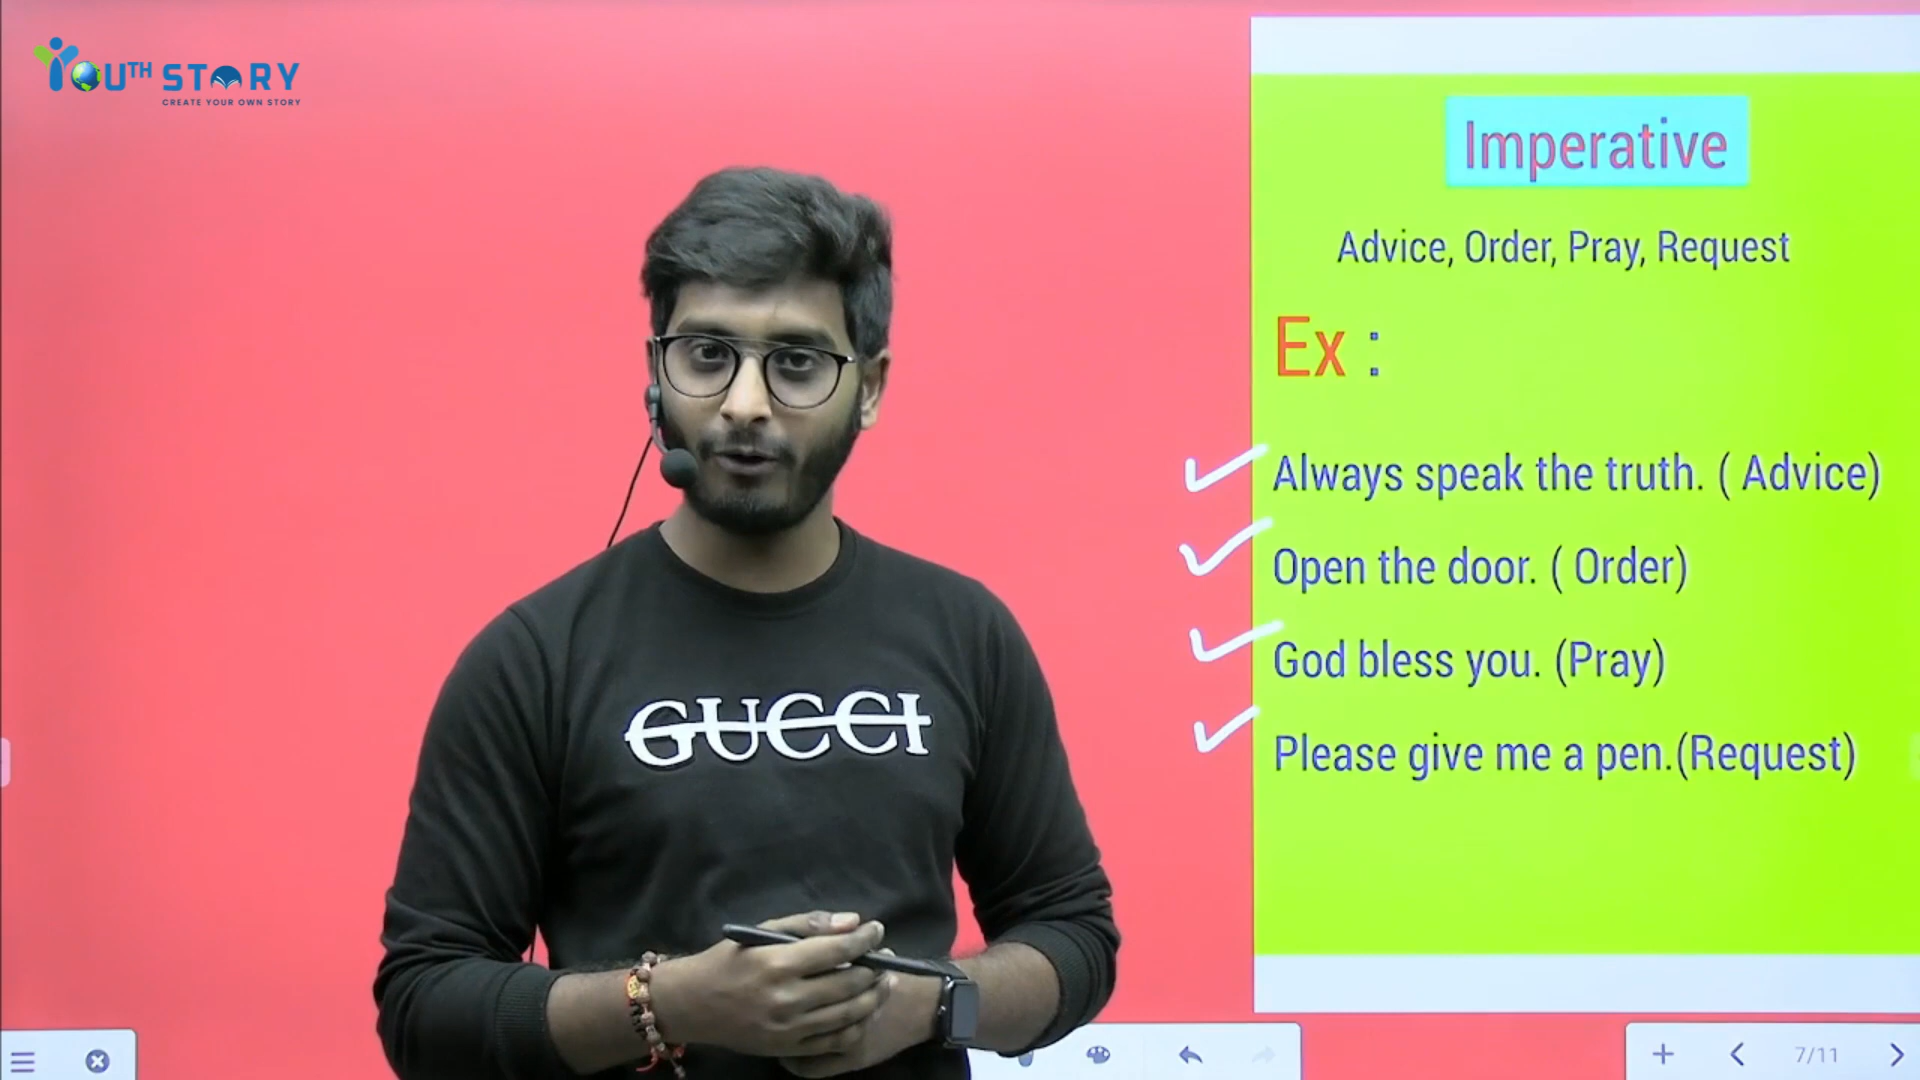 YOUTH STORY
CREATE YOUR OWN STORY
Imperative
Advice, Order, Pray, Request
Ex :
Always speak the truth. ( Advice)
Open the door. ( Order)
God bless you. (Pray)
Please give me a pen.(Request)
GUCCI
7/11